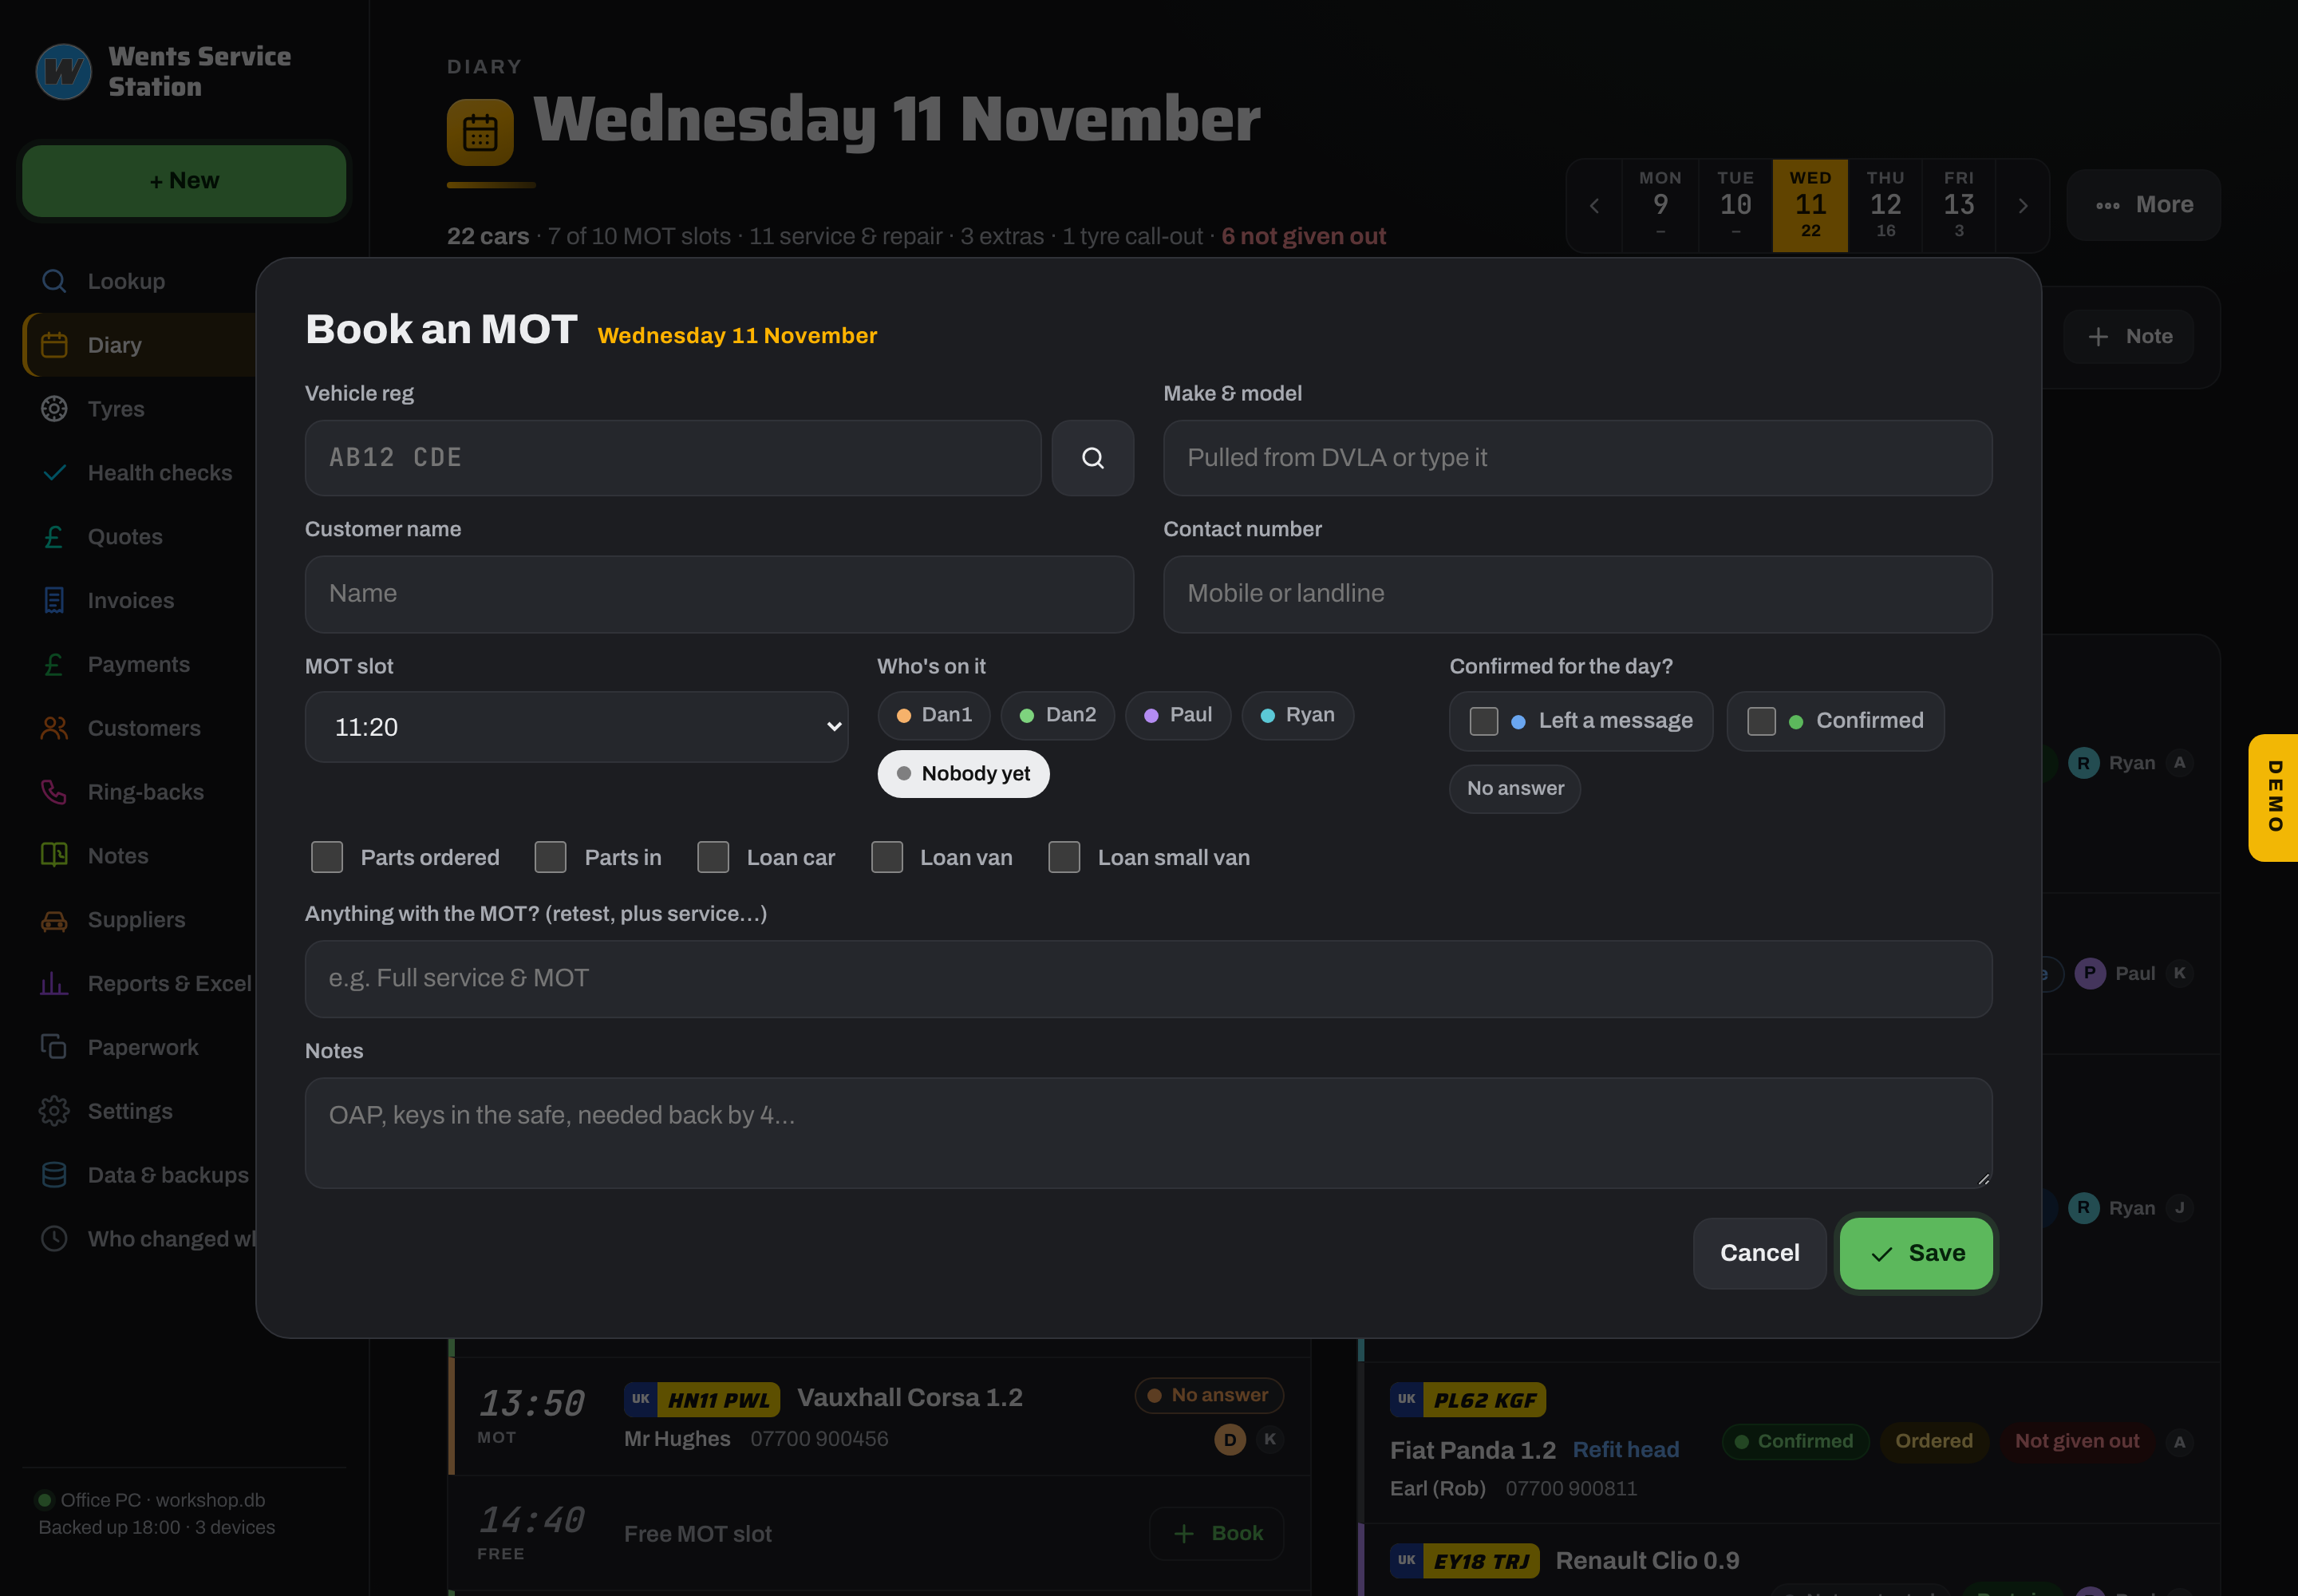 Wents Service
Station
+ New
Lookup
Diary
Tyres
Health checks
Quotes
Invoices
Payments
Customers
Ring-backs
Notes
Suppliers
Reports & Excel
Paperwork
Settings
Data & backups
Who changed
Office PC · workshop.db
Backed up 18:00 · 3 devices
DIARY
Wednesday 11 November
22 cars · 7 of 10 MOT slots · 11 service & repair · 3 extras · 1 tyre call-out · 6 not given out
MON
9
–
TUE
10
–
WED
11
22
THU
12
16
FRI
13
3
More
Note
Book an MOT Wednesday 11 November
Vehicle reg
AB12 CDE
Make & model
Pulled from DVLA or type it
Customer name
Name
Contact number
Mobile or landline
MOT slot
11:20
Who's on it
Dan1 Dan2 Paul Ryan
Nobody yet
Confirmed for the day?
Left a message Confirmed
No answer
Parts ordered Parts in Loan car Loan van Loan small van
Anything with the MOT? (retest, plus service...)
e.g. Full service & MOT
Notes
OAP, keys in the safe, needed back by 4...
Cancel Save
R Ryan A
P Paul K
R Ryan J
DEMO
13:50
MOT
UK HN11 PWL Vauxhall Corsa 1.2
Mr Hughes 07700 900456
No answer
D K
14:40
FREE
Free MOT slot
Book
UK PL62 KGF
Fiat Panda 1.2 Refit head
Earl (Rob) 07700 900811
Confirmed Ordered Not given out A
UK EY18 TRJ Renault Clio 0.9